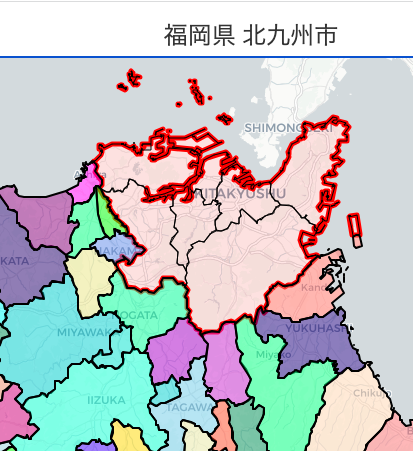 福岡県 北九州市
SHIMONOSEKI
KITAKYUSHU
NAKAMA
KATA
Kanda
NOGATA
YUKUHASHI
MIYAWAKA
Miyako
Chikujo
IIZUKA
TAGAWA
B